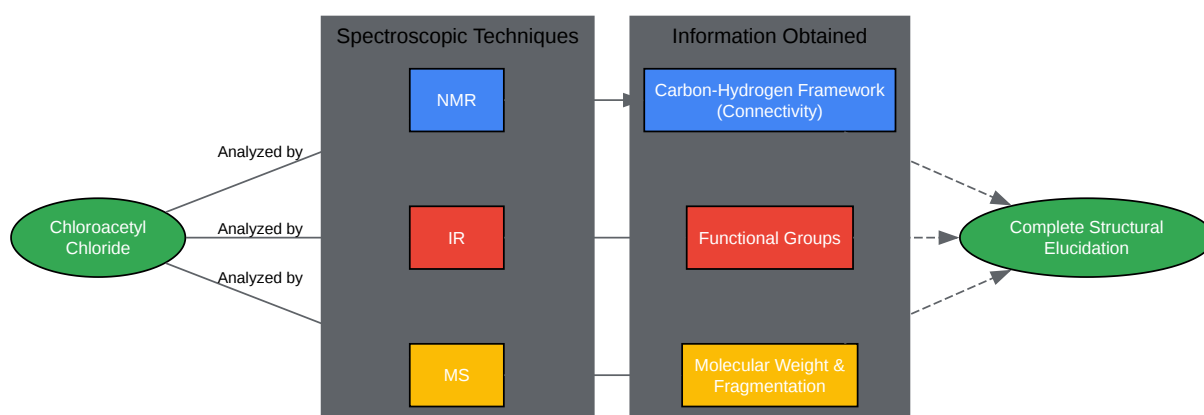 Spectroscopic Techniques
Information Obtained
NMR
Carbon-Hydrogen Framework
(Connectivity)
Analyzed by
Chloroacetyl
Chloride
Analyzed by
IR
Functional Groups
Complete Structural
Elucidation
Analyzed by
MS
Molecular Weight &
Fragmentation